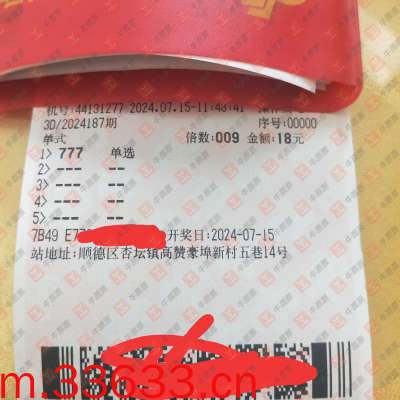 机号:44131277 2024.07.15-11:48:41
3D/2024187期 序号:00000
单式 倍数:009 金额:18元
1> 777 单选
2> --- --
3> --- --
4> --- --
5> --- --
7B49 开奖日:2024-07-15
站地址:顺德区杏坛镇高赞豪埠新村五巷14号
m.33633.cn